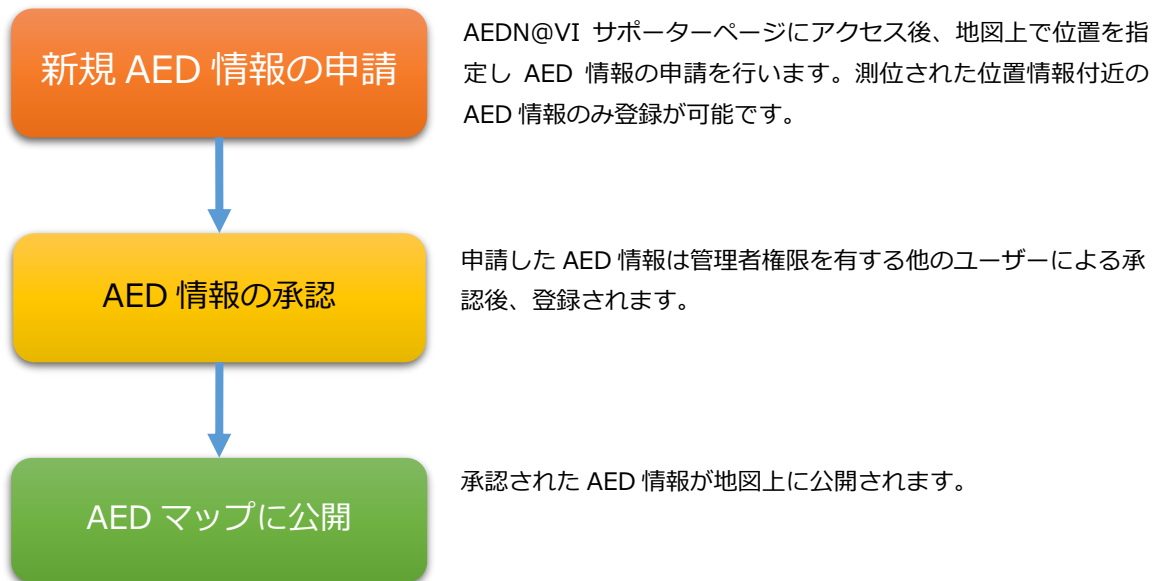 新規 AED 情報の申請
AEDN@VI サポーターページにアクセス後、地図上で位置を指
定し AED 情報の申請を行います。測位された位置情報付近の
AED 情報のみ登録が可能です。
AED 情報の承認
申請した AED 情報は管理者権限を有する他のユーザーによる承
認後、登録されます。
AED マップに公開
承認された AED 情報が地図上に公開されます。